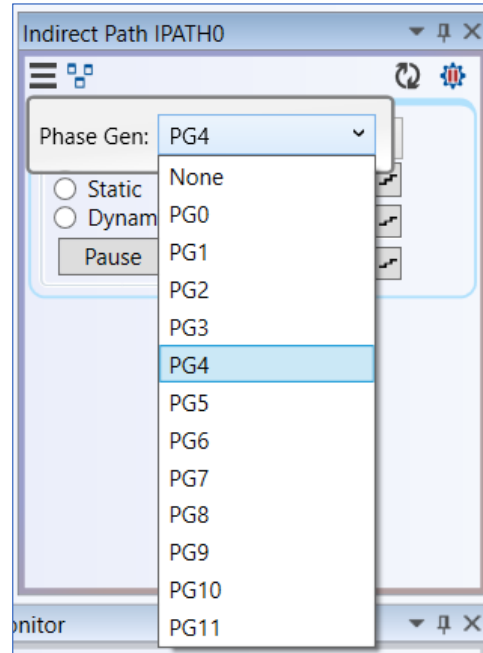 Indirect Path IPATH0
Phase Gen: PG4
None
Static
PG0
Dynam
PG1
Pause
PG2
PG3
PG4
PG5
PG6
PG7
PG8
PG9
PG10
PG11
onitor